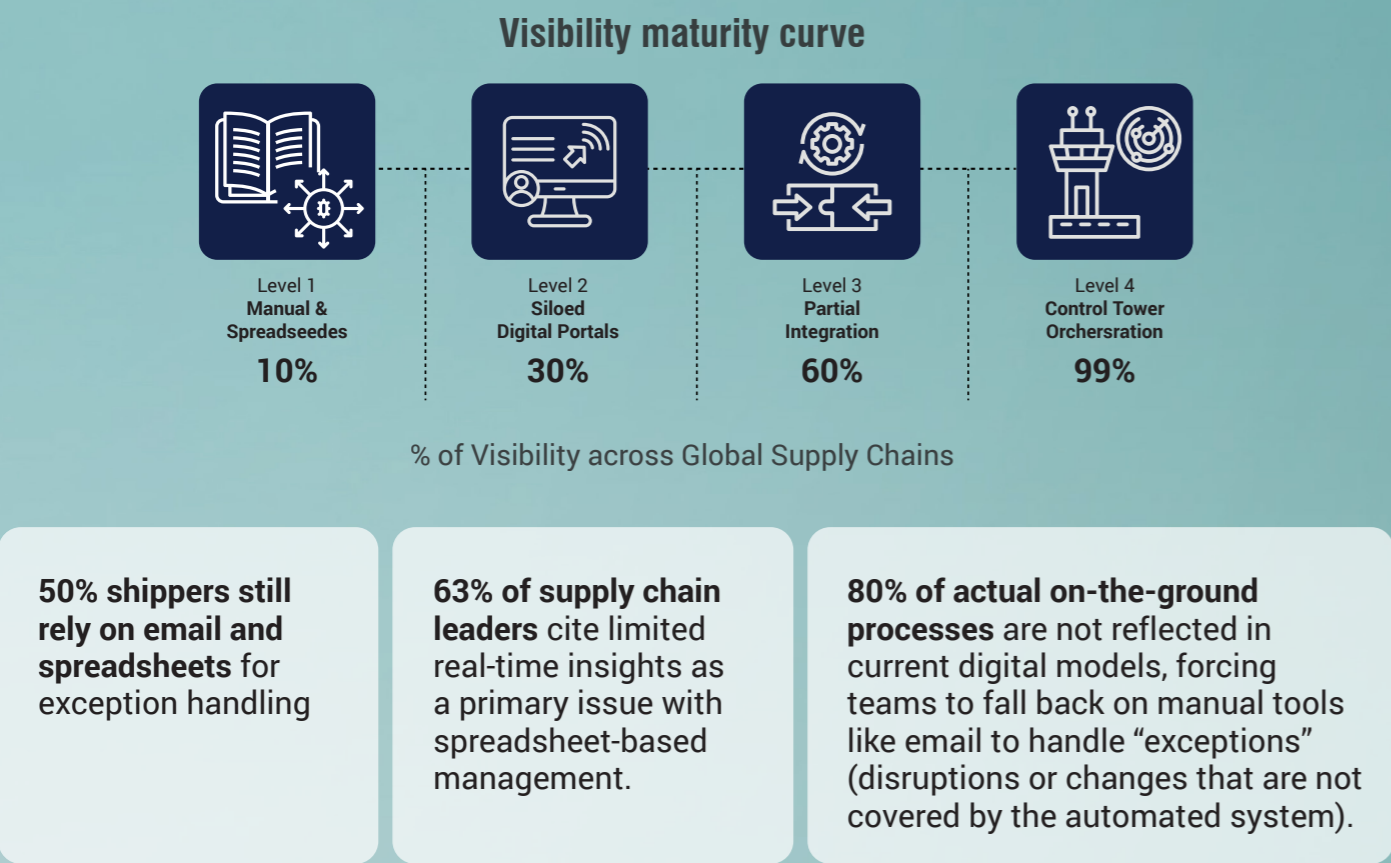 Visibility maturity curve
Level 1
Manual &
Spreadseedes
10%
Level 2
Siloed
Digital Portals
30%
Level 3
Partial
Integration
60%
Level 4
Control Tower
Orchersration
99%
% of Visibility across Global Supply Chains
50% shippers still
rely on email and
spreadsheets for
exception handling
63% of supply chain
leaders cite limited
real-time insights as
a primary issue with
spreadsheet-based
management.
80% of actual on-the-ground
processes are not reflected in
current digital models, forcing
teams to fall back on manual tools
like email to handle “exceptions”
(disruptions or changes that are not
covered by the automated system).